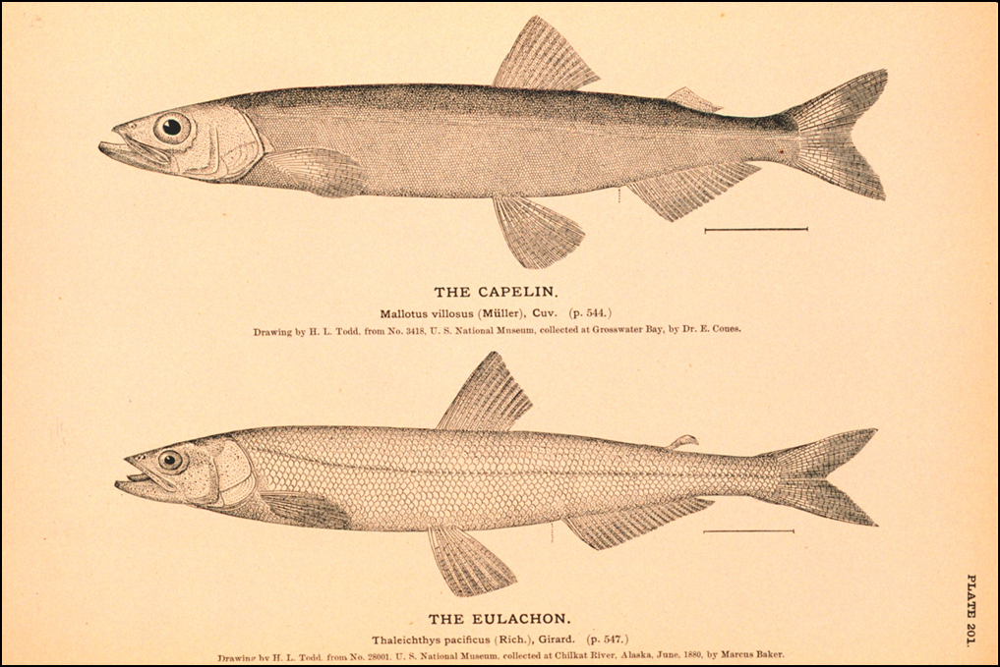 THE CAPELIN.
Mallotus villosus (Müller), Cuv. (p. 544.)
Drawing by H. L. Todd, from No. 3418, U. S. National Museum, collected at Grosswater Bay, by Dr. E. Coues.
THE EULACHON.
Thaleichthys pacificus (Rich.), Girard. (p. 547.)
Drawing by H. L. Todd, from No. 28001, U. S. National Museum, collected at Chilkat River, Alaska, June, 1880, by Marcus Baker.
PLATE 201.